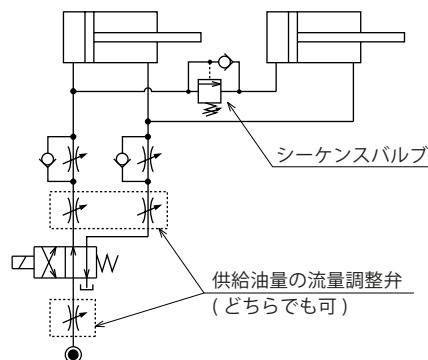 シーケンスバルブ
供給油量の流量調整弁
(どちらでも可)